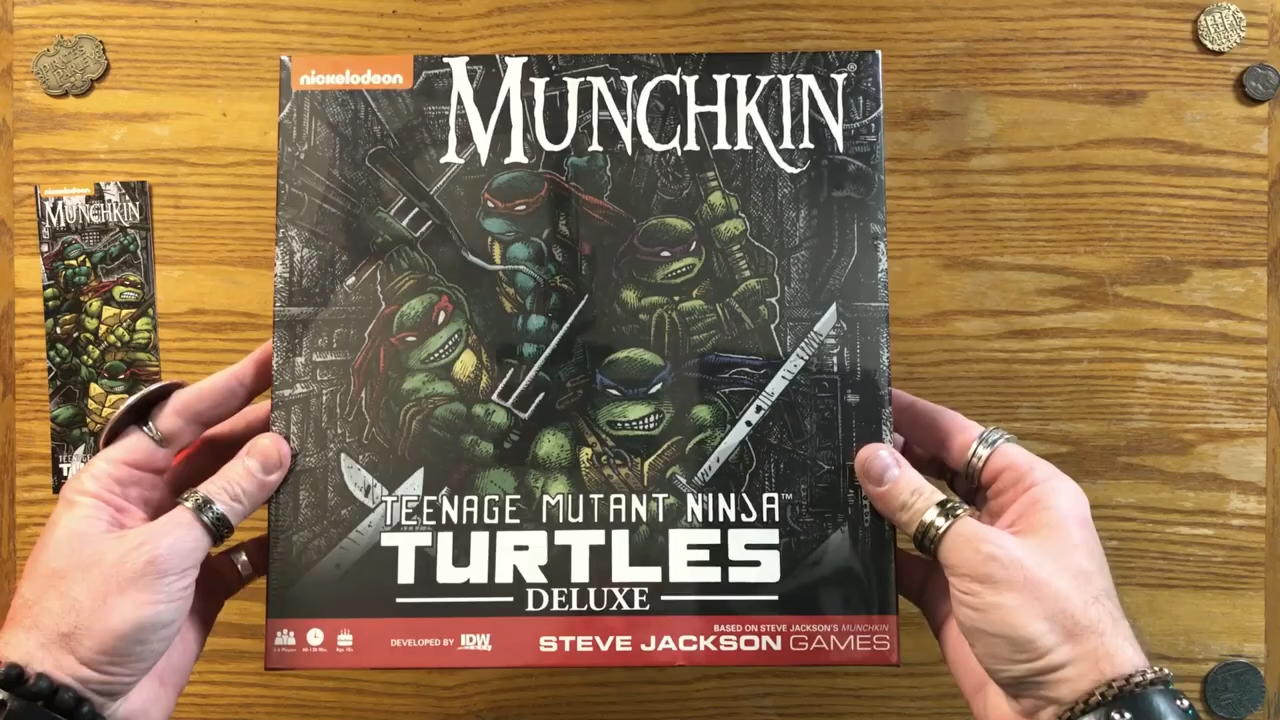 nickelodeon
MUNCHKIN®
TEENAGE MUTANT NINJA™
TURTLES
DELUXE
BASED ON STEVE JACKSON'S MUNCHKIN
DEVELOPED BY IDW
STEVE JACKSON GAMES
nickelodeon
MUNCHKIN